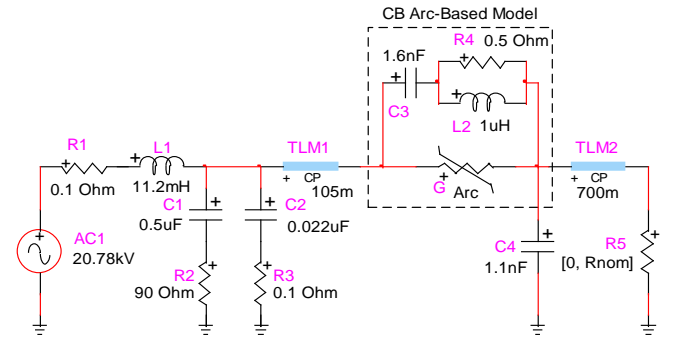 CB Arc-Based Model
R4
0.5 Ohm
1.6nF
C3
L2
1uH
R1
0.1 Ohm
L1
11.2mH
TLM1
CP
105m
G
Arc
TLM2
CP
700m
C1
0.5uF
C2
0.022uF
AC1
20.78kV
R2
90 Ohm
R3
0.1 Ohm
C4
1.1nF
R5
[0, Rnom]